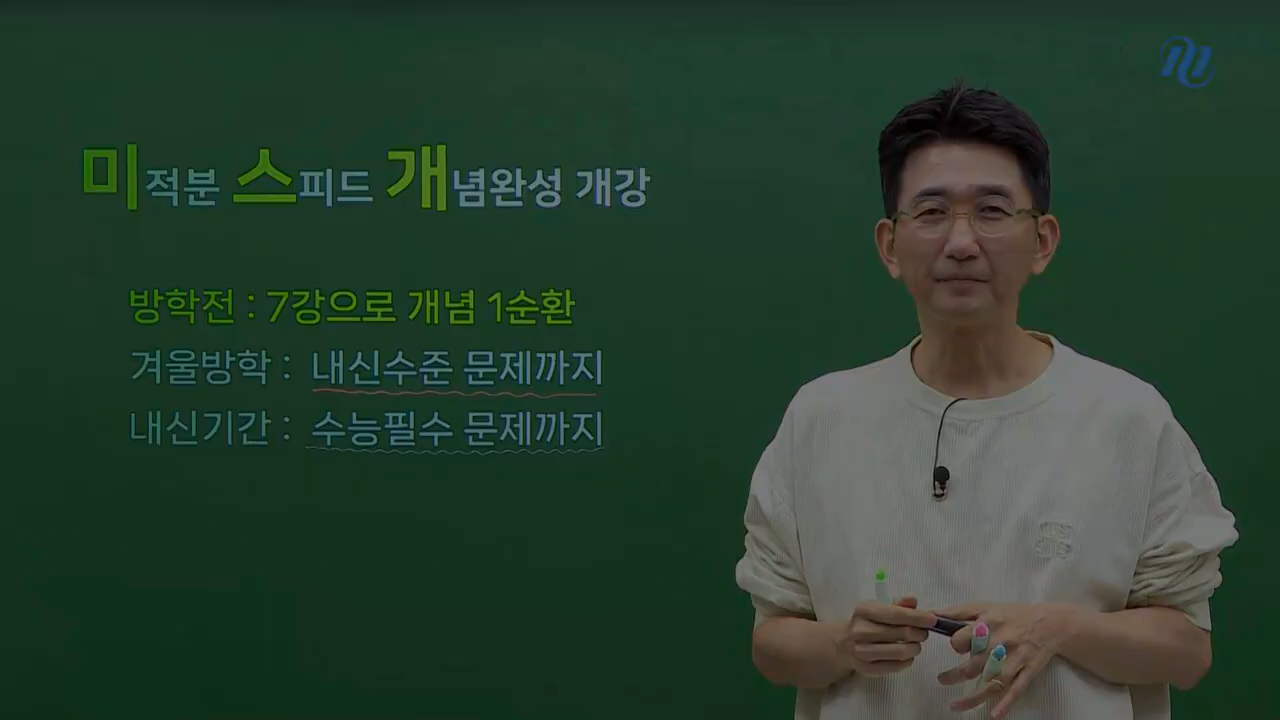 미적분 스피드 개념완성 개강
방학전 : 7강으로 개념 1순환
겨울방학 : 내신수준 문제까지
내신기간 : 수능필수 문제까지